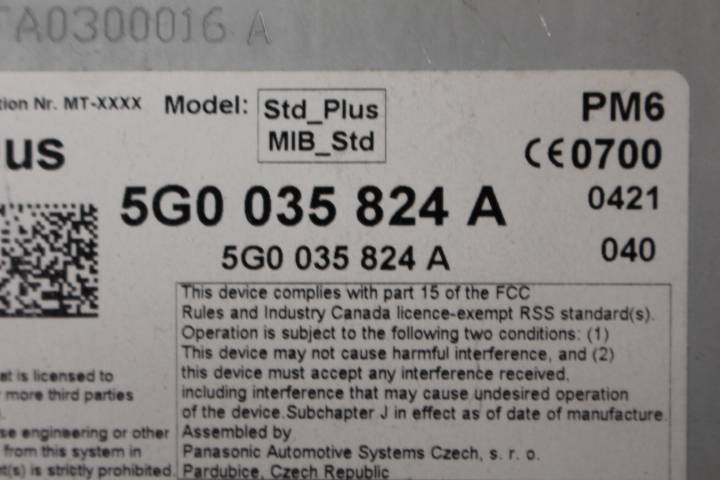 TA0300016 A
tion Nr. MT-XXXX Model: Std_Plus PM6
MIB_Std
us CE0700
5G0 035 824 A 0421
5G0 035 824 A 040
This device complies with part 15 of the FCC
Rules and Industry Canada licence-exempt RSS standard(s).
Operation is subject to the following two conditions: (1)
This device may not cause harmful interference, and (2)
this device must accept any interference received,
including interference that may cause undesired operation
of the device.Subchapter J in effect as of date of manufacture.
Assembled by
Panasonic Automotive Systems Czech, s. r. o.
Pardubice, Czech Republic
at is licensed to
more third parties
se engineering or other
from this system in
t(s) is strictly prohibited.